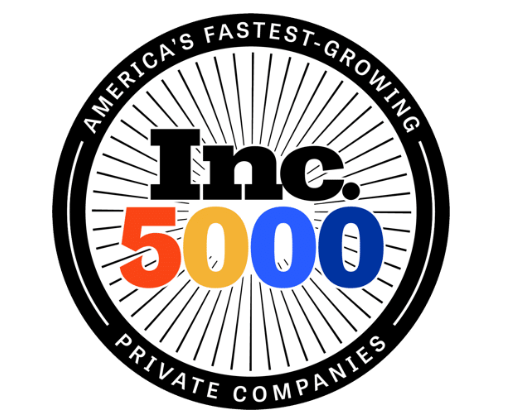 AMERICA'S FASTEST-GROWING
Inc.
5000
PRIVATE COMPANIES